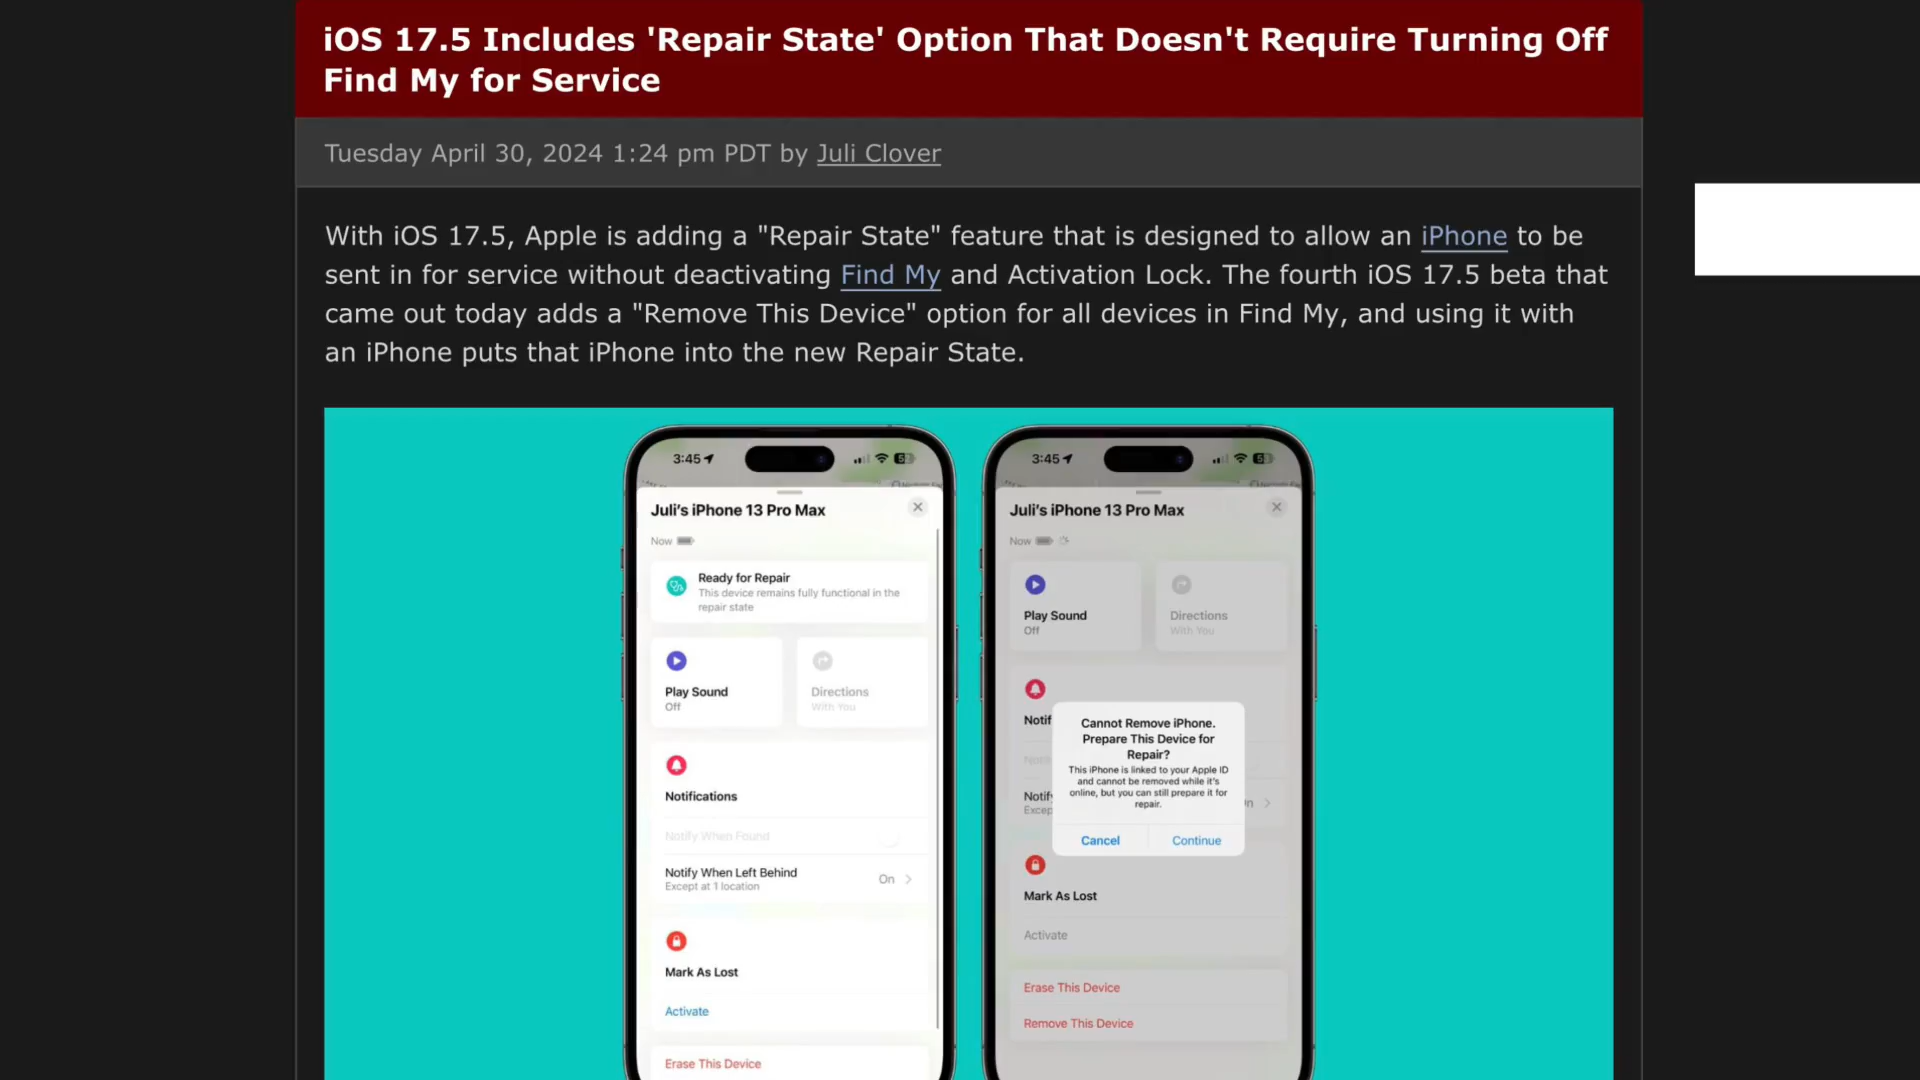 iOS 17.5 Includes 'Repair State' Option That Doesn't Require Turning Off
Find My for Service
Tuesday April 30, 2024 1:24 pm PDT by Juli Clover
With iOS 17.5, Apple is adding a "Repair State" feature that is designed to allow an iPhone to be
sent in for service without deactivating Find My and Activation Lock. The fourth iOS 17.5 beta that
came out today adds a "Remove This Device" option for all devices in Find My, and using it with
an iPhone puts that iPhone into the new Repair State.
3:45
Juli's iPhone 13 Pro Max
Now
Ready for Repair
This device remains fully functional in the
repair state
Play Sound
Off
Directions
With You
Notifications
Notify When Found
Notify When Left Behind
Except at 1 location
On
Mark As Lost
Activate
Erase This Device
3:45
Juli's iPhone 13 Pro Max
Now
Play Sound
Off
Directions
With You
Notif
Notif
Excep
Cannot Remove iPhone.
Prepare This Device for
Repair?
This iPhone is linked to your Apple ID
and cannot be removed while it's
online, but you can still prepare it for
repair.
Cancel
Continue
Mark As Lost
Activate
Erase This Device
Remove This Device